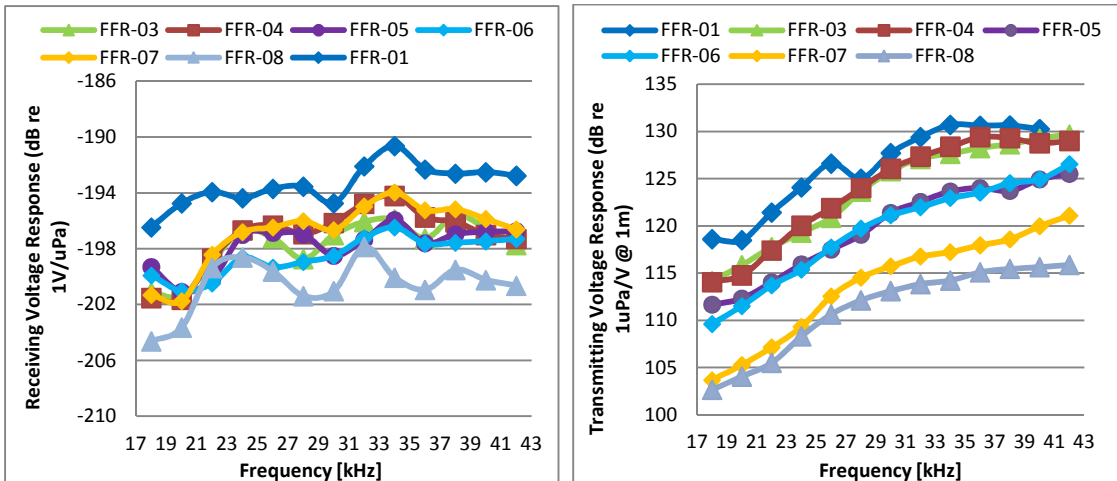 FFR-03 FFR-04 FFR-05 FFR-06
FFR-07 FFR-08 FFR-01
Receiving Voltage Response (dB re
1V/uPa)
-186
-190
-194
-198
-202
-206
-210
17 19 21 23 25 27 29 31 33 35 37 39 41 43
Frequency [kHz]
FFR-01 FFR-03 FFR-04 FFR-05
FFR-06 FFR-07 FFR-08
Transmitting Voltage Response (dB re
1uPa/V @ 1m)
135
130
125
120
115
110
105
100
17 19 21 23 25 27 29 31 33 35 37 39 41 43
Frequency [kHz]